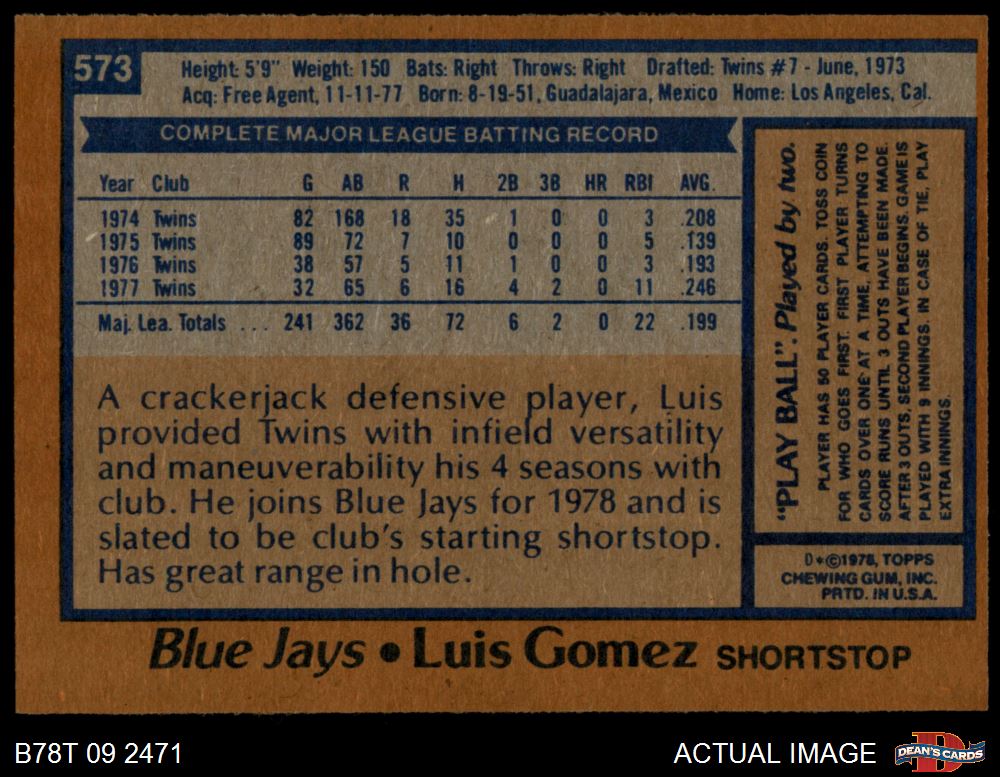 573
Height: 5'9" Weight: 150 Bats: Right Throws: Right Drafted: Twins #7 - June, 1973
Acq: Free Agent, 11-11-77 Born: 8-19-51, Guadalajara, Mexico Home: Los Angeles, Cal.
COMPLETE MAJOR LEAGUE BATTING RECORD
Year Club G AB R H 2B 3B HR RBI AVG.
1974 Twins 82 168 18 35 1 0 0 3 .208
1975 Twins 89 72 7 10 0 0 0 5 .139
1976 Twins 38 57 5 11 1 0 0 3 .193
1977 Twins 32 65 6 16 4 2 0 11 .246
Maj. Lea. Totals ... 241 362 36 72 6 2 0 22 .199
A crackerjack defensive player, Luis
provided Twins with infield versatility
and maneuverability his 4 seasons with
club. He joins Blue Jays for 1978 and is
slated to be club's starting shortstop.
Has great range in hole.
"PLAY BALL". Played by two.
PLAYER HAS 50 PLAYER CARDS. TOSS COIN
FOR WHO GOES FIRST. FIRST PLAYER TURNS
CARDS OVER ONE AT A TIME, ATTEMPTING TO
SCORE RUNS UNTIL 3 OUTS HAVE BEEN MADE.
AFTER 3 OUTS, SECOND PLAYER BEGINS. GAME IS
PLAYED WITH 9 INNINGS. IN CASE OF TIE, PLAY
EXTRA INNINGS.
D*©1978, TOPPS
CHEWING GUM, INC.
PRTD. IN U.S.A.
Blue Jays • Luis Gomez SHORTSTOP
B78T 09 2471
ACTUAL IMAGE
D
DEAN'S CARDS